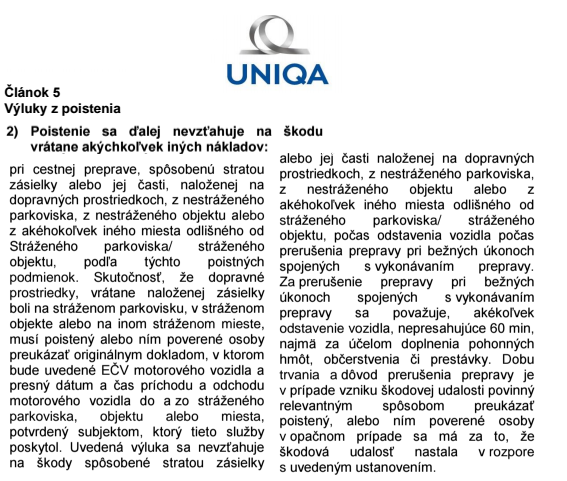 UNIQA
Článok 5
Výluky z poistenia
2) Poistenie sa ďalej nevzťahuje na škodu
vrátane akýchkoľvek iných nákladov:
pri cestnej preprave, spôsobenú stratou
zásielky alebo jej časti, naloženej na
dopravných prostriedkoch, z nestráženého
parkoviska, z nestráženého objektu alebo
z akéhokoľvek iného miesta odlišného od
Stráženého parkoviska/ stráženého
objektu, podľa týchto poistných
podmienok. Skutočnosť, že dopravné
prostriedky, vrátane naloženej zásielky
boli na stráženom parkovisku, v stráženom
objekte alebo na inom stráženom mieste,
musí poistený alebo ním poverené osoby
preukázať originálnym dokladom, v ktorom
bude uvedené EČV motorového vozidla a
presný dátum a čas príchodu a odchodu
motorového vozidla do a zo stráženého
parkoviska, objektu alebo miesta,
potvrdený subjektom, ktorý tieto služby
poskytol. Uvedená výluka sa nevzťahuje
na škody spôsobené stratou zásielky
alebo jej časti naloženej na dopravných
prostriedkoch, z nestráženého parkoviska,
z nestráženého objektu alebo z
akéhokoľvek iného miesta odlišného od
stráženého parkoviska/ stráženého
objektu, počas odstavenia vozidla počas
prerušenia prepravy pri bežných úkonoch
spojených s vykonávaním prepravy.
Za prerušenie prepravy pri bežných
úkonoch spojených s vykonávaním
prepravy sa považuje, akékoľvek
odstavenie vozidla, nepresahujúce 60 min,
najmä za účelom doplnenia pohonných
hmôt, občerstvenia či prestávky. Dobu
trvania a dôvod prerušenia prepravy je
v prípade vzniku škodovej udalosti povinný
relevantným spôsobom preukázať
poistený, alebo ním poverené osoby
v opačnom prípade sa má za to, že
škodová udalosť nastala v rozpore
s uvedeným ustanovením.